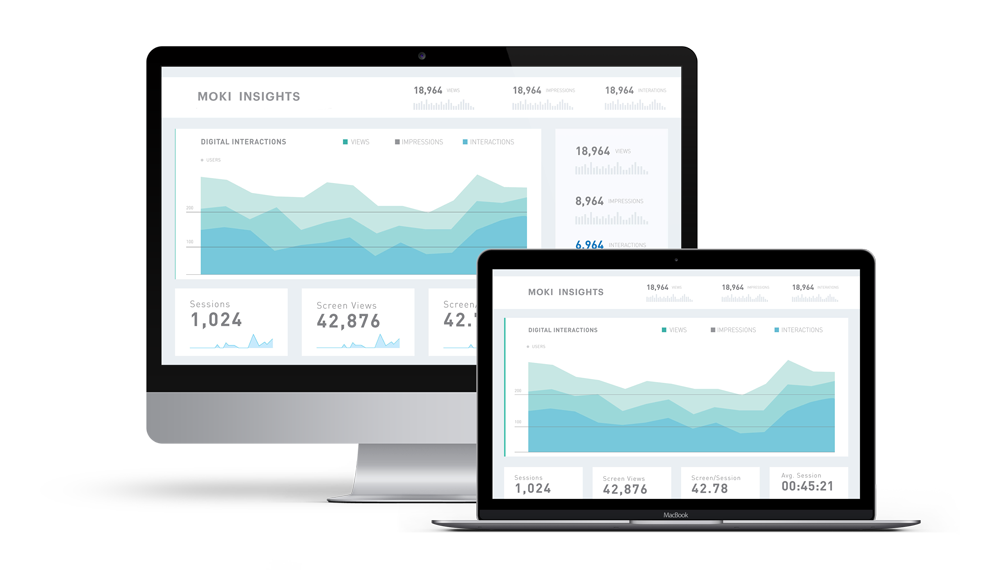 MOKI INSIGHTS
18,964 VIEWS
18,964 IMPRESSIONS
18,964 INTERATIONS
DIGITAL INTERACTIONS
VIEWS
IMPRESSIONS
INTERACTIONS
USERS
200
100
18,964 VIEWS
8,964 IMPRESSIONS
6,964 INTERACTIONS
Sessions
1,024
Screen Views
42,876
Screen/
42.7
MOKI INSIGHTS
18,964 VIEWS
18,964 IMPRESSIONS
18,964 INTERATIONS
DIGITAL INTERACTIONS
VIEWS
IMPRESSIONS
INTERACTIONS
USERS
200
100
Sessions
1,024
Screen Views
42,876
Screen/Session
42.78
Avg. Session
00:45:21
MacBook